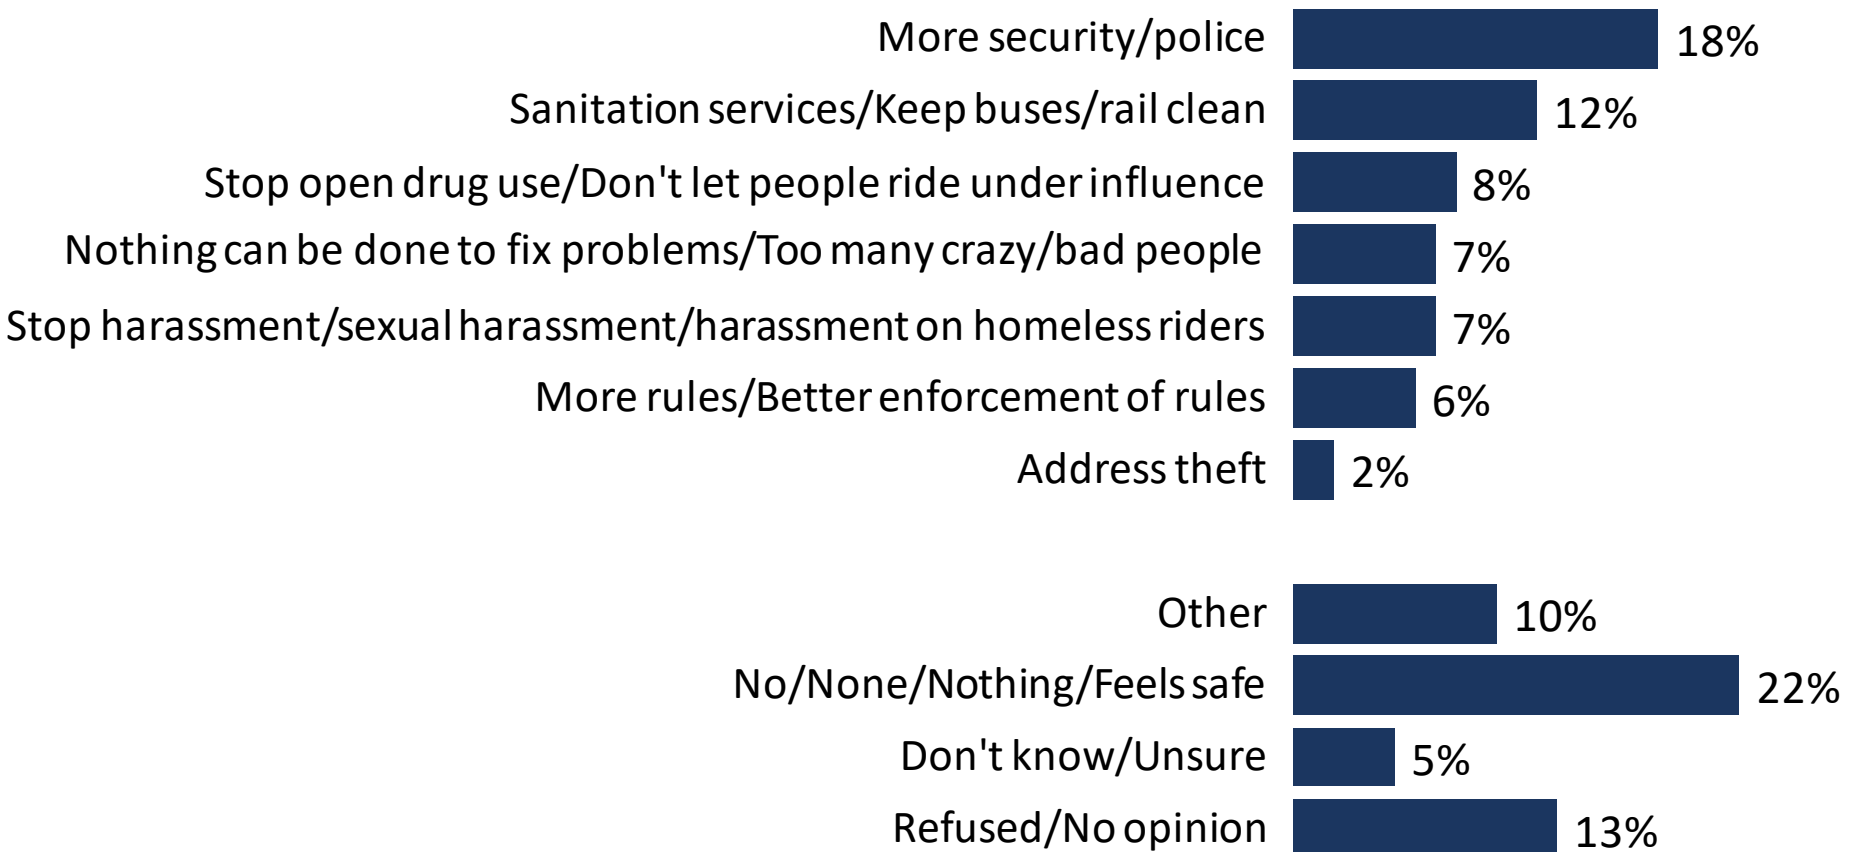 More security/police 18%
Sanitation services/Keep buses/rail clean 12%
Stop open drug use/Don't let people ride under influence 8%
Nothing can be done to fix problems/Too many crazy/bad people 7%
Stop harassment/sexual harassment/harassment on homeless riders 7%
More rules/Better enforcement of rules 6%
Address theft 2%
Other 10%
No/None/Nothing/Feels safe 22%
Don't know/Unsure 5%
Refused/No opinion 13%